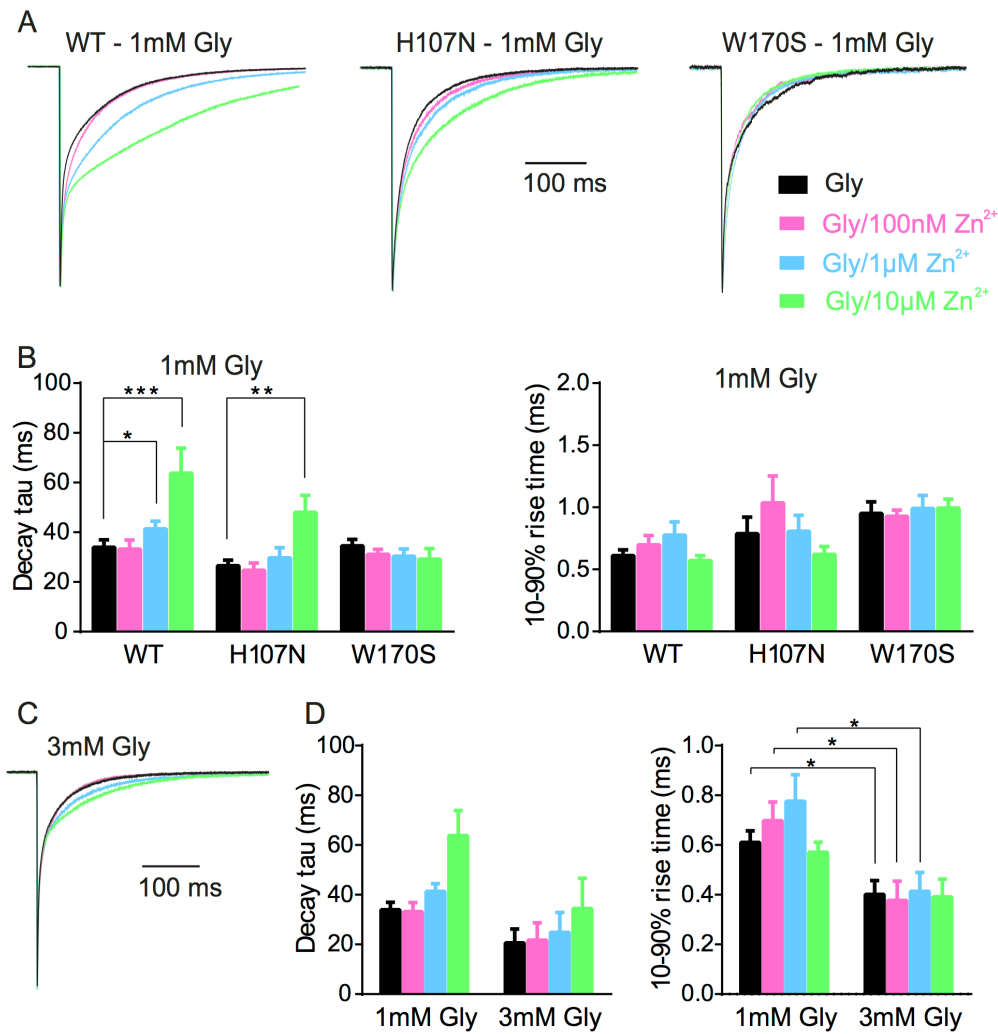 A
WT - 1mM Gly
H107N - 1mM Gly
W170S - 1mM Gly
100 ms
Gly
Gly/100nM Zn²⁺
Gly/1µM Zn²⁺
Gly/10µM Zn²⁺
B
1mM Gly
Decay tau (ms)
100
80
60
40
20
0
***
*
**
WT
H107N
W170S
1mM Gly
10-90% rise time (ms)
2.0
1.5
1.0
0.5
0.0
WT
H107N
W170S
C
3mM Gly
100 ms
D
Decay tau (ms)
100
80
60
40
20
0
1mM Gly
3mM Gly
10-90% rise time (ms)
1.0
0.8
0.6
0.4
0.2
0.0
*
*
*
1mM Gly
3mM Gly